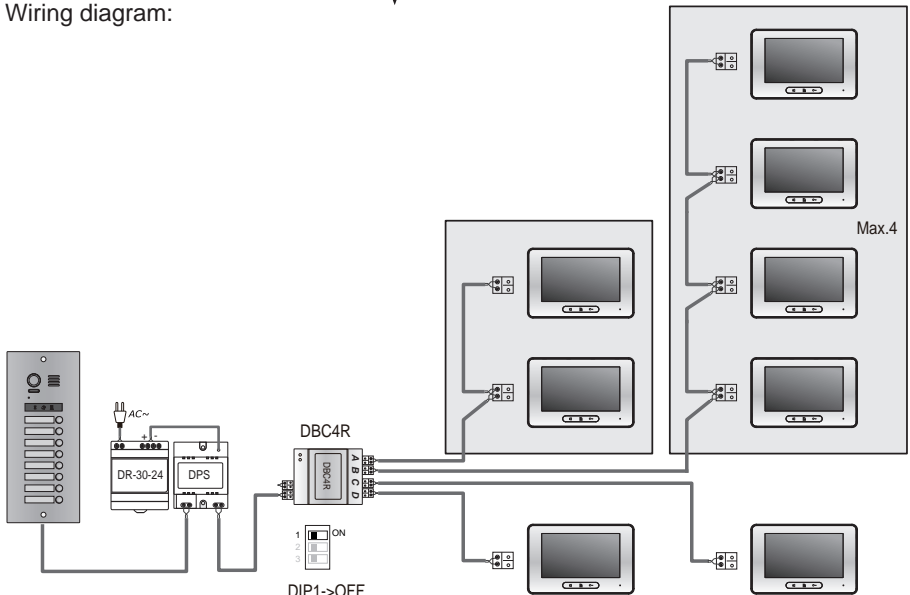 Wiring diagram:
Max.4
AC~
+ -
DR-30-24
DPS
DBC4R
DBC4R
A
B
C
D
1
ON
2
3
DIP1->OFF